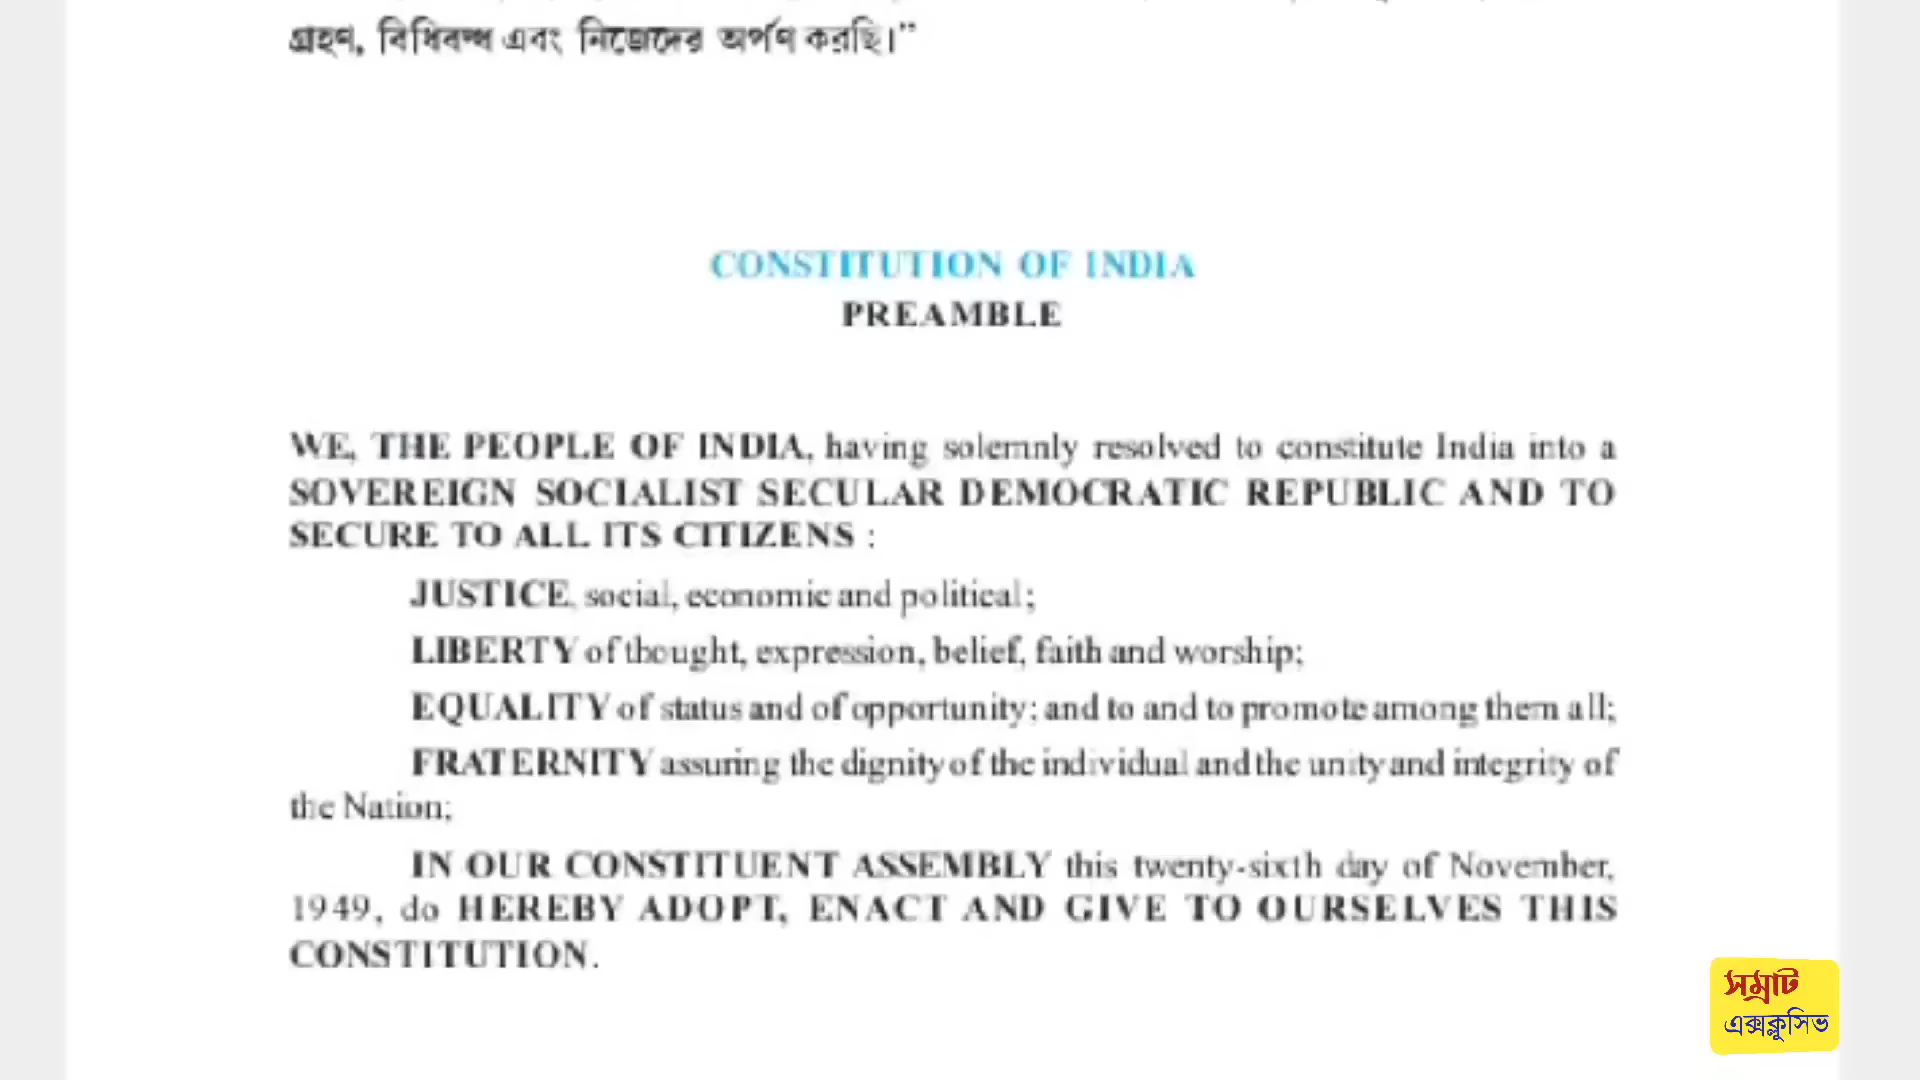 গ্রহণ, বিধিবদ্ধ এবং নিজেদের অর্পণ করছি।”
CONSTITUTION OF INDIA
PREAMBLE
WE, THE PEOPLE OF INDIA, having solemnly resolved to constitute India into a
SOVEREIGN SOCIALIST SECULAR DEMOCRATIC REPUBLIC AND TO
SECURE TO ALL ITS CITIZENS :
JUSTICE, social, economic and political;
LIBERTY of thought, expression, belief, faith and worship;
EQUALITY of status and of opportunity; and to and to promote among them all;
FRATERNITY assuring the dignity of the individual and the unity and integrity of
the Nation;
IN OUR CONSTITUENT ASSEMBLY this twenty-sixth day of November,
1949, do HEREBY ADOPT, ENACT AND GIVE TO OURSELVES THIS
CONSTITUTION.
সম্রাট
এক্সক্লুসিভ